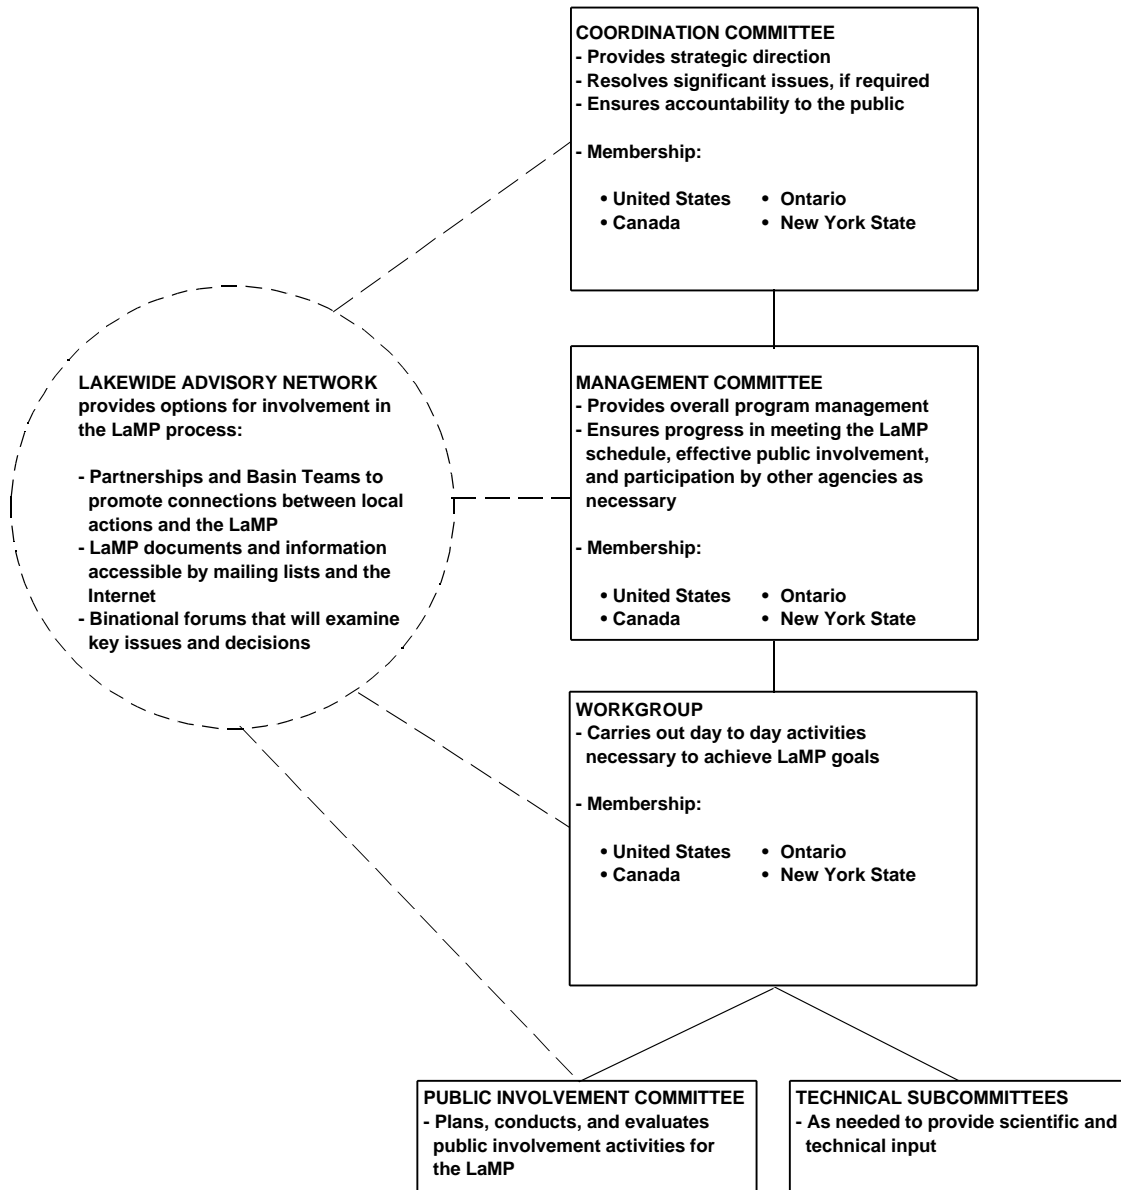 COORDINATION COMMITTEE
- Provides strategic direction
- Resolves significant issues, if required
- Ensures accountability to the public
- Membership:
• United States • Ontario
• Canada • New York State
LAKEWIDE ADVISORY NETWORK
provides options for involvement in
the LaMP process:
- Partnerships and Basin Teams to
promote connections between local
actions and the LaMP
- LaMP documents and information
accessible by mailing lists and the
Internet
- Binational forums that will examine
key issues and decisions
MANAGEMENT COMMITTEE
- Provides overall program management
- Ensures progress in meeting the LaMP
schedule, effective public involvement,
and participation by other agencies as
necessary
- Membership:
• United States • Ontario
• Canada • New York State
WORKGROUP
- Carries out day to day activities
necessary to achieve LaMP goals
- Membership:
• United States • Ontario
• Canada • New York State
PUBLIC INVOLVEMENT COMMITTEE
- Plans, conducts, and evaluates
public involvement activities for
the LaMP
TECHNICAL SUBCOMMITTEES
- As needed to provide scientific and
technical input